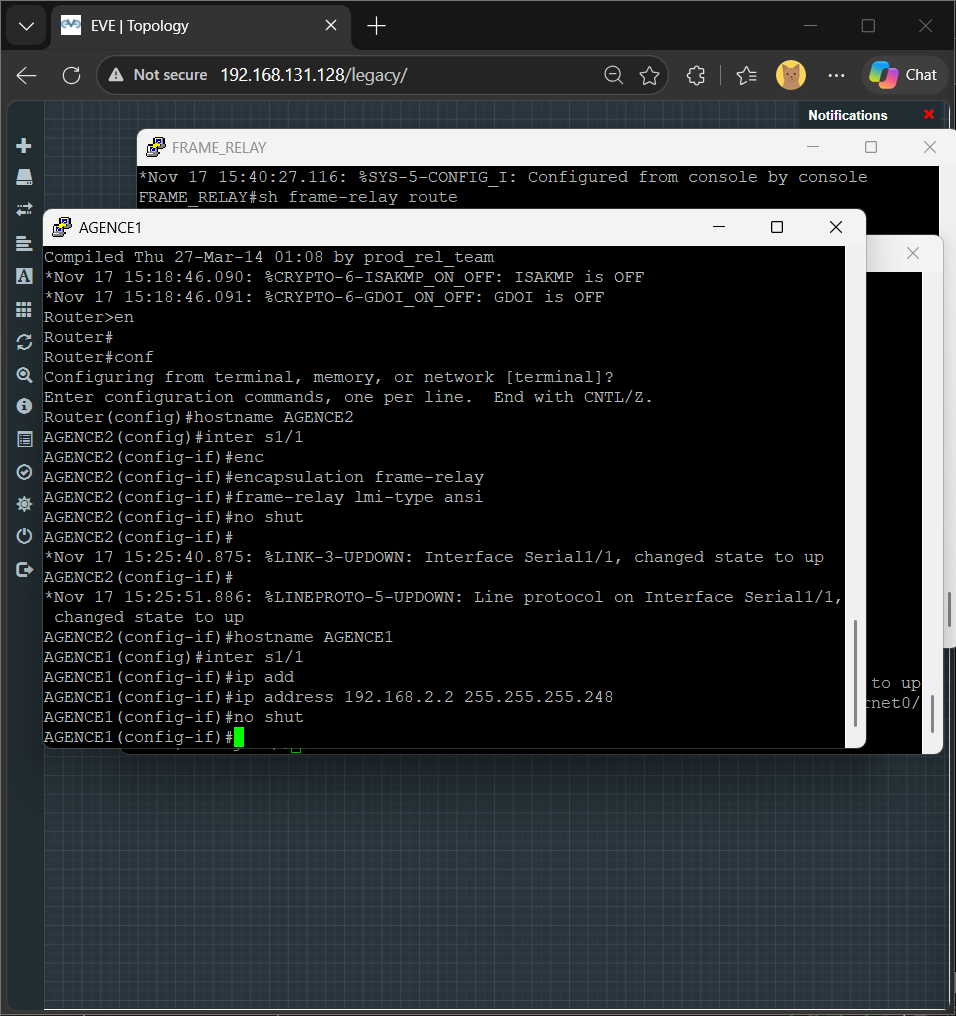 EVE | Topology
Not secure 192.168.131.128/legacy/
Chat
Notifications
FRAME_RELAY
*Nov 17 15:40:27.116: %SYS-5-CONFIG_I: Configured from console by console
FRAME_RELAY#sh frame-relay route
AGENCE1
Compiled Thu 27-Mar-14 01:08 by prod_rel_team
*Nov 17 15:18:46.090: %CRYPTO-6-ISAKMP_ON_OFF: ISAKMP is OFF
*Nov 17 15:18:46.091: %CRYPTO-6-GDOI_ON_OFF: GDOI is OFF
Router>en
Router#
Router#conf
Configuring from terminal, memory, or network [terminal]?
Enter configuration commands, one per line.  End with CNTL/Z.
Router(config)#hostname AGENCE2
AGENCE2(config)#inter s1/1
AGENCE2(config-if)#enc
AGENCE2(config-if)#encapsulation frame-relay
AGENCE2(config-if)#frame-relay lmi-type ansi
AGENCE2(config-if)#no shut
AGENCE2(config-if)#
*Nov 17 15:25:40.875: %LINK-3-UPDOWN: Interface Serial1/1, changed state to up
AGENCE2(config-if)#
*Nov 17 15:25:51.886: %LINEPROTO-5-UPDOWN: Line protocol on Interface Serial1/1,
changed state to up
AGENCE2(config-if)#hostname AGENCE1
AGENCE1(config)#inter s1/1
AGENCE1(config-if)#ip add
AGENCE1(config-if)#ip address 192.168.2.2 255.255.255.248
AGENCE1(config-if)#no shut
AGENCE1(config-if)#
to up
rnet0/